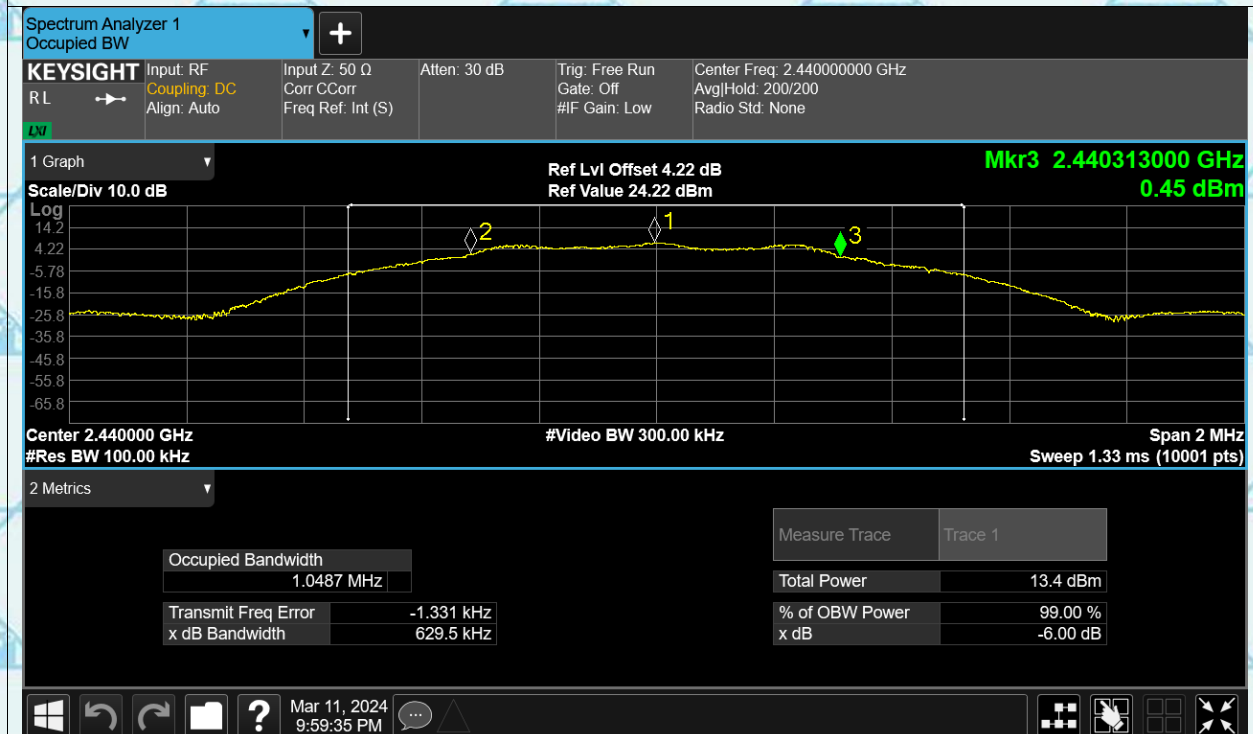 Spectrum Analyzer 1
Occupied BW
+
KEYSIGHT
RL
LXI
Input: RF
Coupling: DC
Align: Auto
Input Z: 50 Ω
Corr CCorr
Freq Ref: Int (S)
Atten: 30 dB
Trig: Free Run
Gate: Off
#IF Gain: Low
Center Freq: 2.440000000 GHz
Avg|Hold: 200/200
Radio Std: None
1 Graph
Scale/Div 10.0 dB
Ref Lvl Offset 4.22 dB
Ref Value 24.22 dBm
Mkr3 2.440313000 GHz
0.45 dBm
Log
14.2
4.22
-5.78
-15.8
-25.8
-35.8
-45.8
-55.8
-65.8
2
1
3
Center 2.440000 GHz
#Video BW 300.00 kHz
Span 2 MHz
#Res BW 100.00 kHz
Sweep 1.33 ms (10001 pts)
2 Metrics
Measure Trace Trace 1
Occupied Bandwidth
1.0487 MHz
Total Power 13.4 dBm
Transmit Freq Error -1.331 kHz
% of OBW Power 99.00 %
x dB Bandwidth 629.5 kHz
x dB -6.00 dB
?
Mar 11, 2024
9:59:35 PM